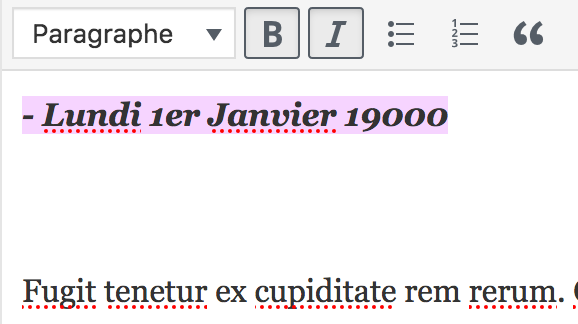 Paragraphe B I
- Lundi 1er Janvier 19000
Fugit tenetur ex cupiditate rem rerum.